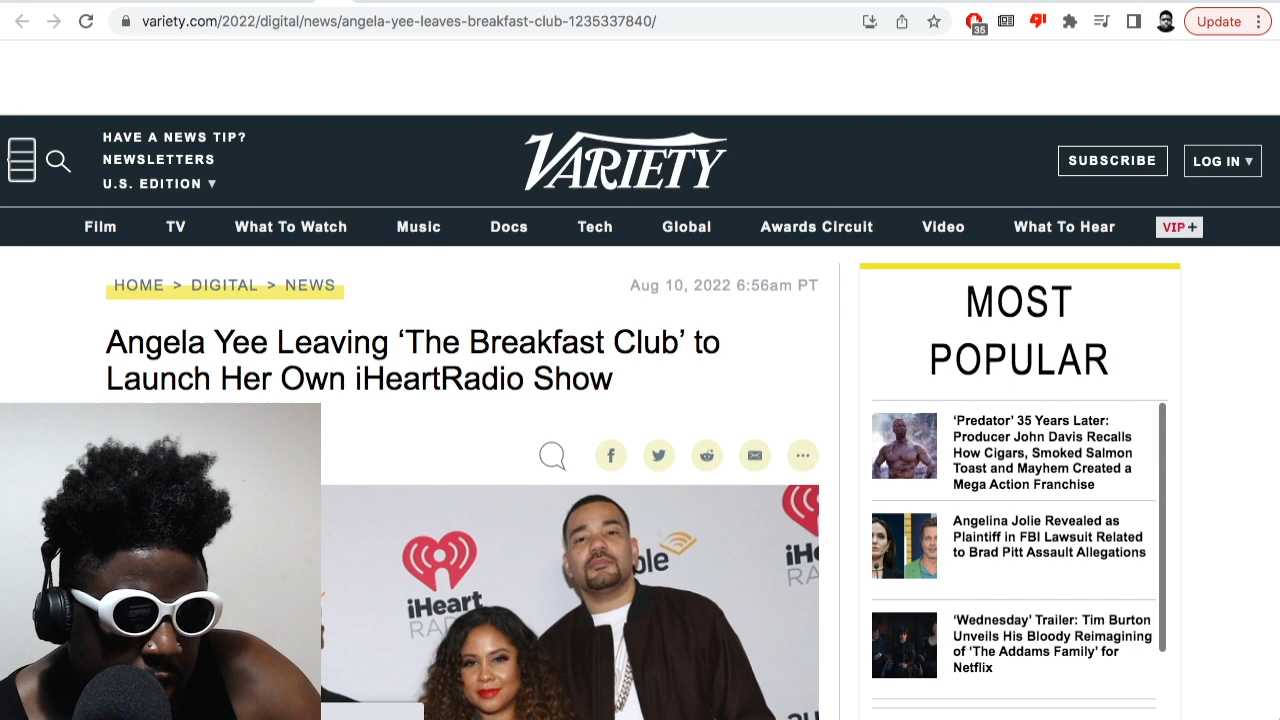 variety.com/2022/digital/news/angela-yee-leaves-breakfast-club-1235337840/
35
Update
HAVE A NEWS TIP?
NEWSLETTERS
U.S. EDITION ▾
VARIETY
SUBSCRIBE
LOG IN ▾
Film TV What To Watch Music Docs Tech Global Awards Circuit Video What To Hear VIP+
HOME > DIGITAL > NEWS
Aug 10, 2022 6:56am PT
Angela Yee Leaving ‘The Breakfast Club’ to
Launch Her Own iHeartRadio Show
iHeart
RAD
ble
iH
RA
MOST
POPULAR
‘Predator’ 35 Years Later:
Producer John Davis Recalls
How Cigars, Smoked Salmon
Toast and Mayhem Created a
Mega Action Franchise
Angelina Jolie Revealed as
Plaintiff in FBI Lawsuit Related
to Brad Pitt Assault Allegations
‘Wednesday’ Trailer: Tim Burton
Unveils His Bloody Reimagining
of ‘The Addams Family’ for
Netflix